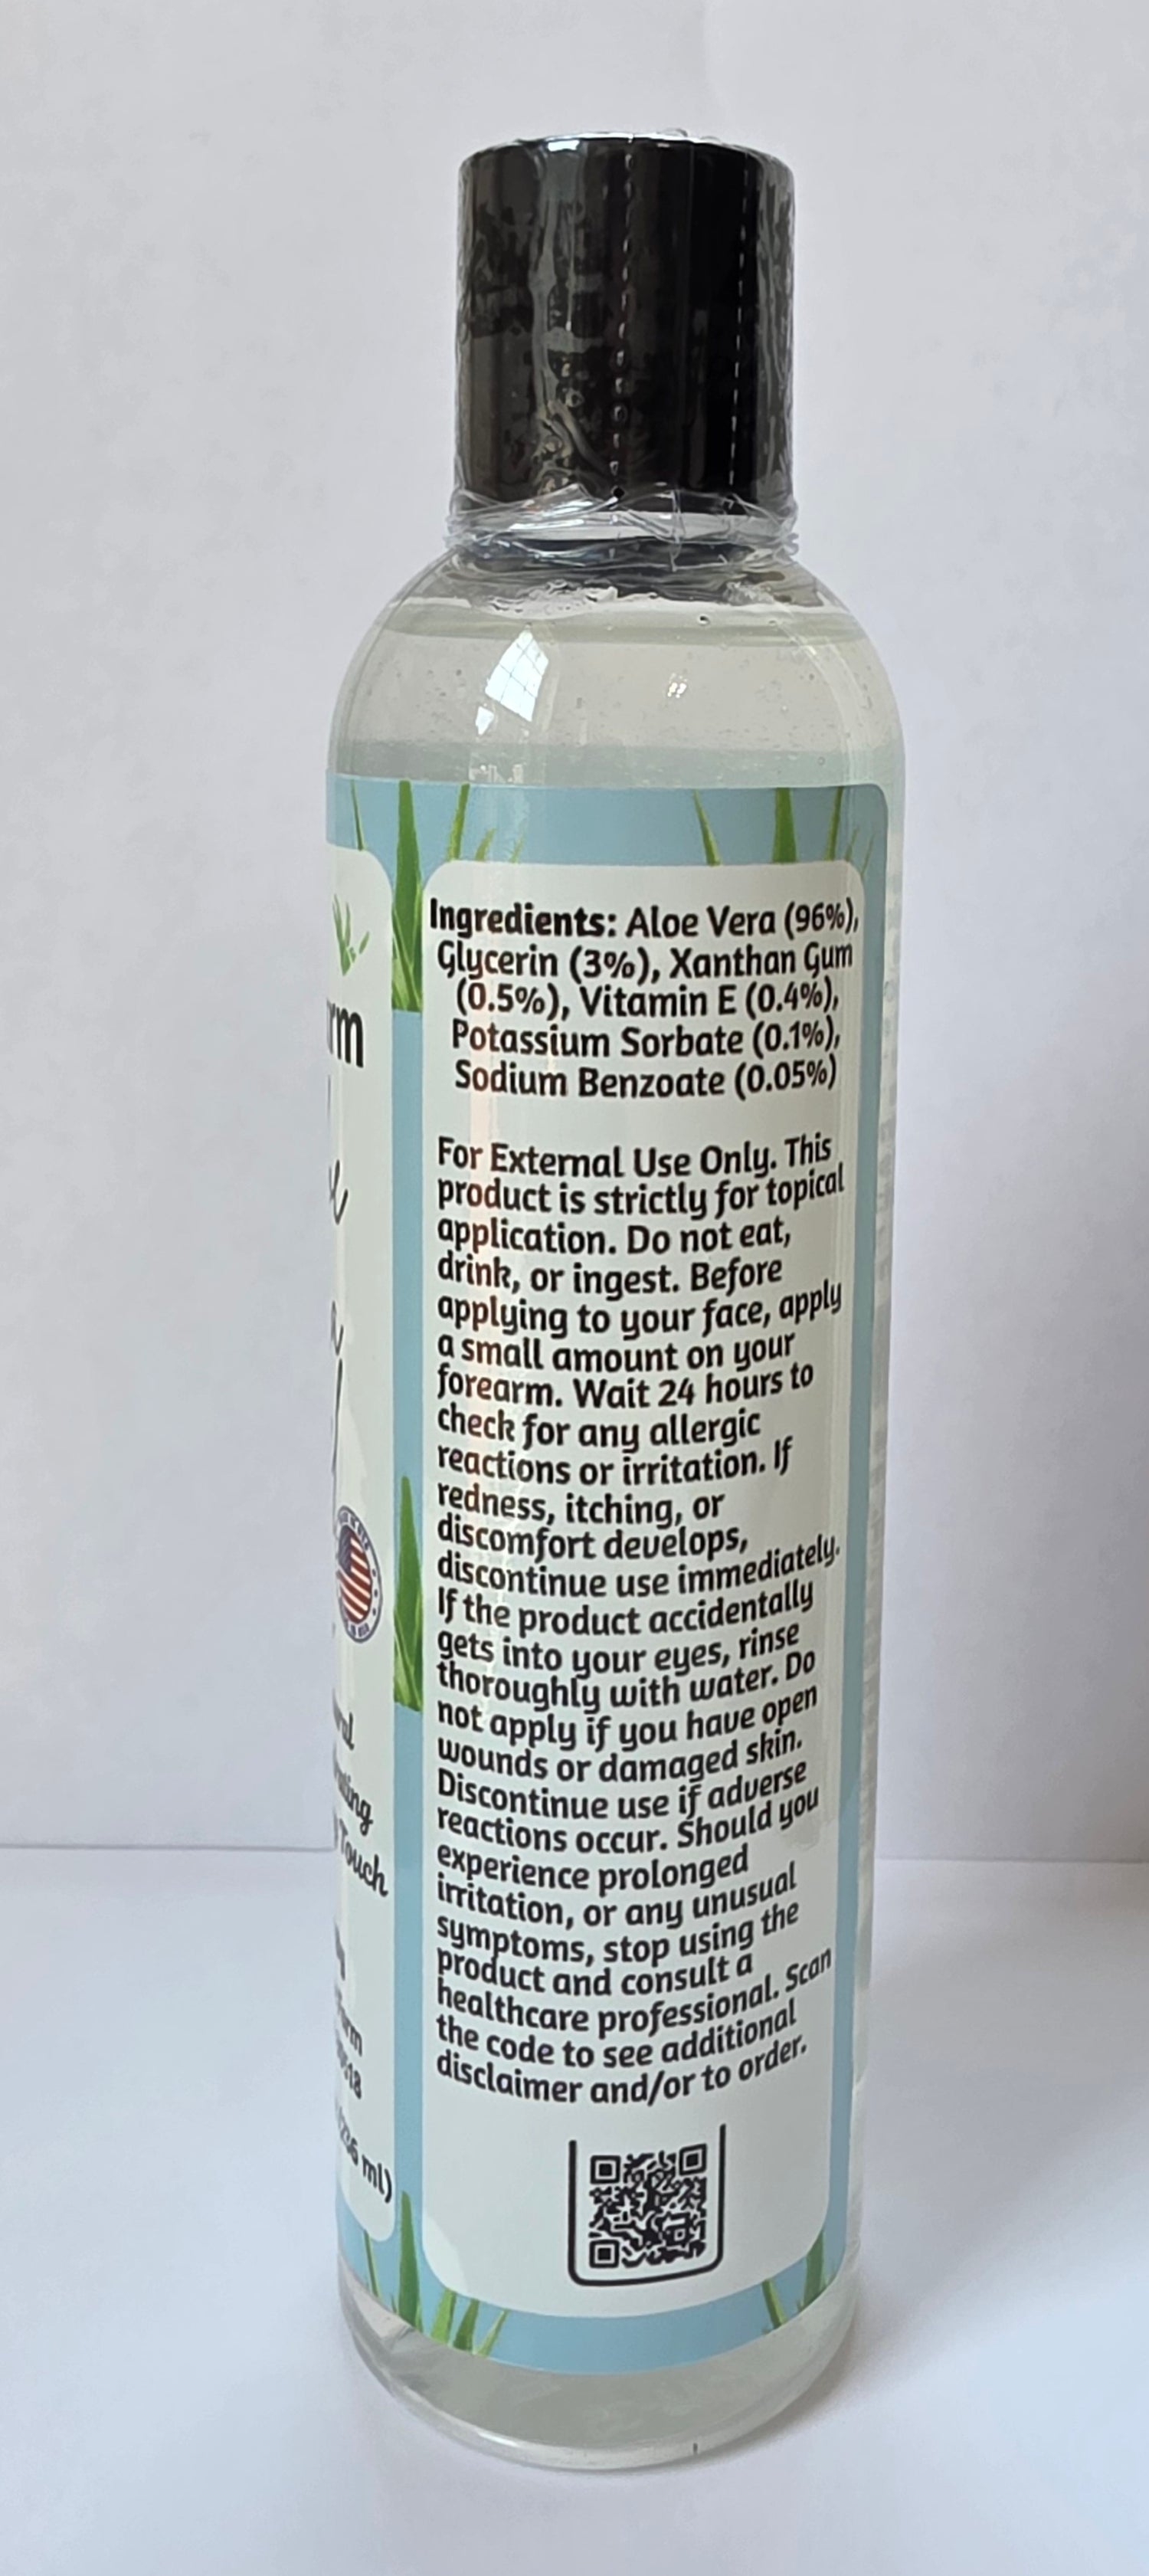 Ingredients: Aloe Vera (96%),
Glycerin (3%), Xanthan Gum
(0.5%), Vitamin E (0.4%),
Potassium Sorbate (0.1%),
Sodium Benzoate (0.05%)
For External Use Only. This
product is strictly for topical
application. Do not eat,
drink, or ingest. Before
applying to your face, apply
a small amount on your
forearm. Wait 24 hours to
check for any allergic
reactions or irritation. If
redness, itching, or
discomfort develops,
discontinue use immediately.
If the product accidentally
gets into your eyes, rinse
thoroughly with water. Do
not apply if you have open
wounds or damaged skin.
Discontinue use if adverse
reactions occur. Should you
experience prolonged
irritation, or any unusual
symptoms, stop using the
product and consult a
healthcare professional. Scan
the code to see additional
disclaimer and/or to order.
Touch
ml)